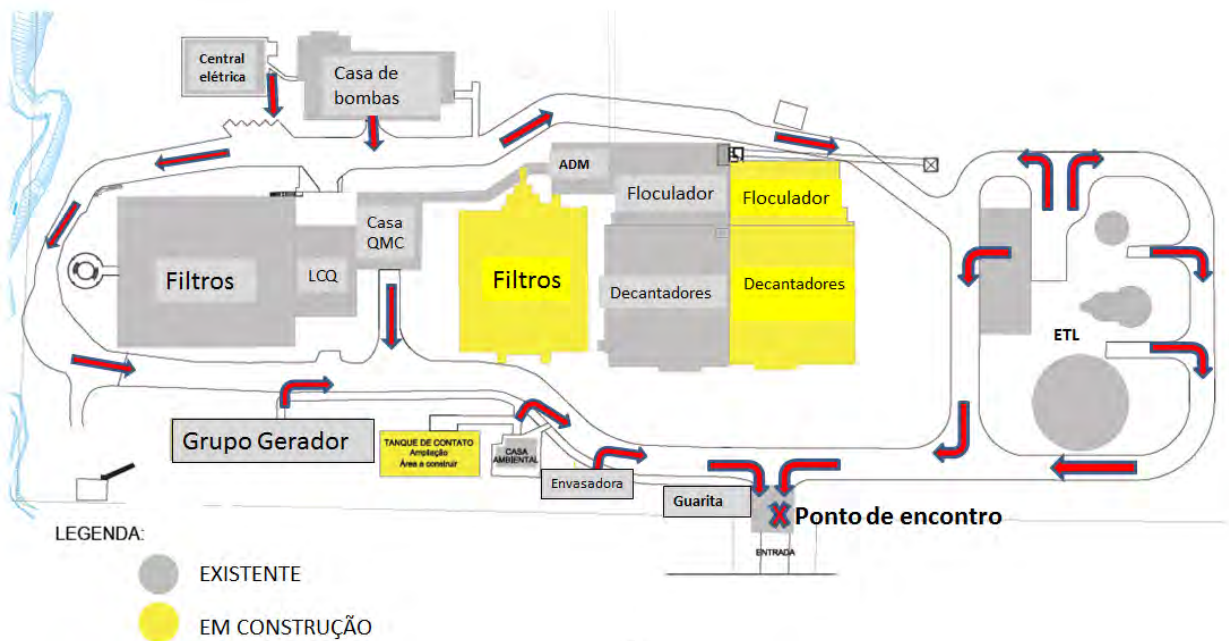 Central
elétrica
Casa de
bombas
ADM
Floculador
Floculador
Casa
QMC
Filtros
LCQ
Filtros
Decantadores
Decantadores
ETL
Grupo Gerador
TANQUE DE CONTATO
Ampliação
Área a construir
CASA
AMBIENTAL
Envasadora
Guarita
Ponto de encontro
ENTRADA
LEGENDA:
EXISTENTE
EM CONSTRUÇÃO